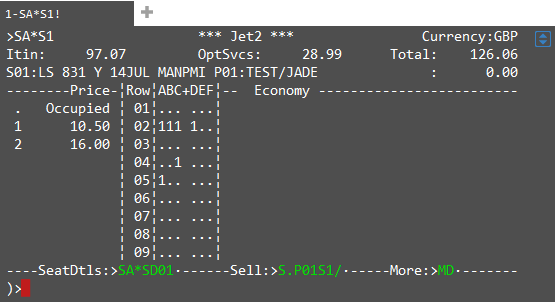 1-SA*S1!
>SA*S1 *** Jet2 *** Currency:GBP
Itin: 97.07 OptSvcs: 28.99 Total: 126.06
S01:LS 831 Y 14JUL MANPMI P01:TEST/JADE : 0.00
--------Price-¦Row¦ABC+DEF¦-- Economy -------------------------
. Occupied ¦ 01¦... ...¦
1 10.50 ¦ 02¦111 1..¦
2 16.00 ¦ 03¦... ...¦
¦ 04¦..1 ...¦
¦ 05¦1.. ...¦
¦ 06¦... ...¦
¦ 07¦... ...¦
¦ 08¦... ...¦
¦ 09¦... ...¦
----SeatDtls:>SA*SD01·------Sell:>S.P01S1/·-----More:>MD·--------
)>